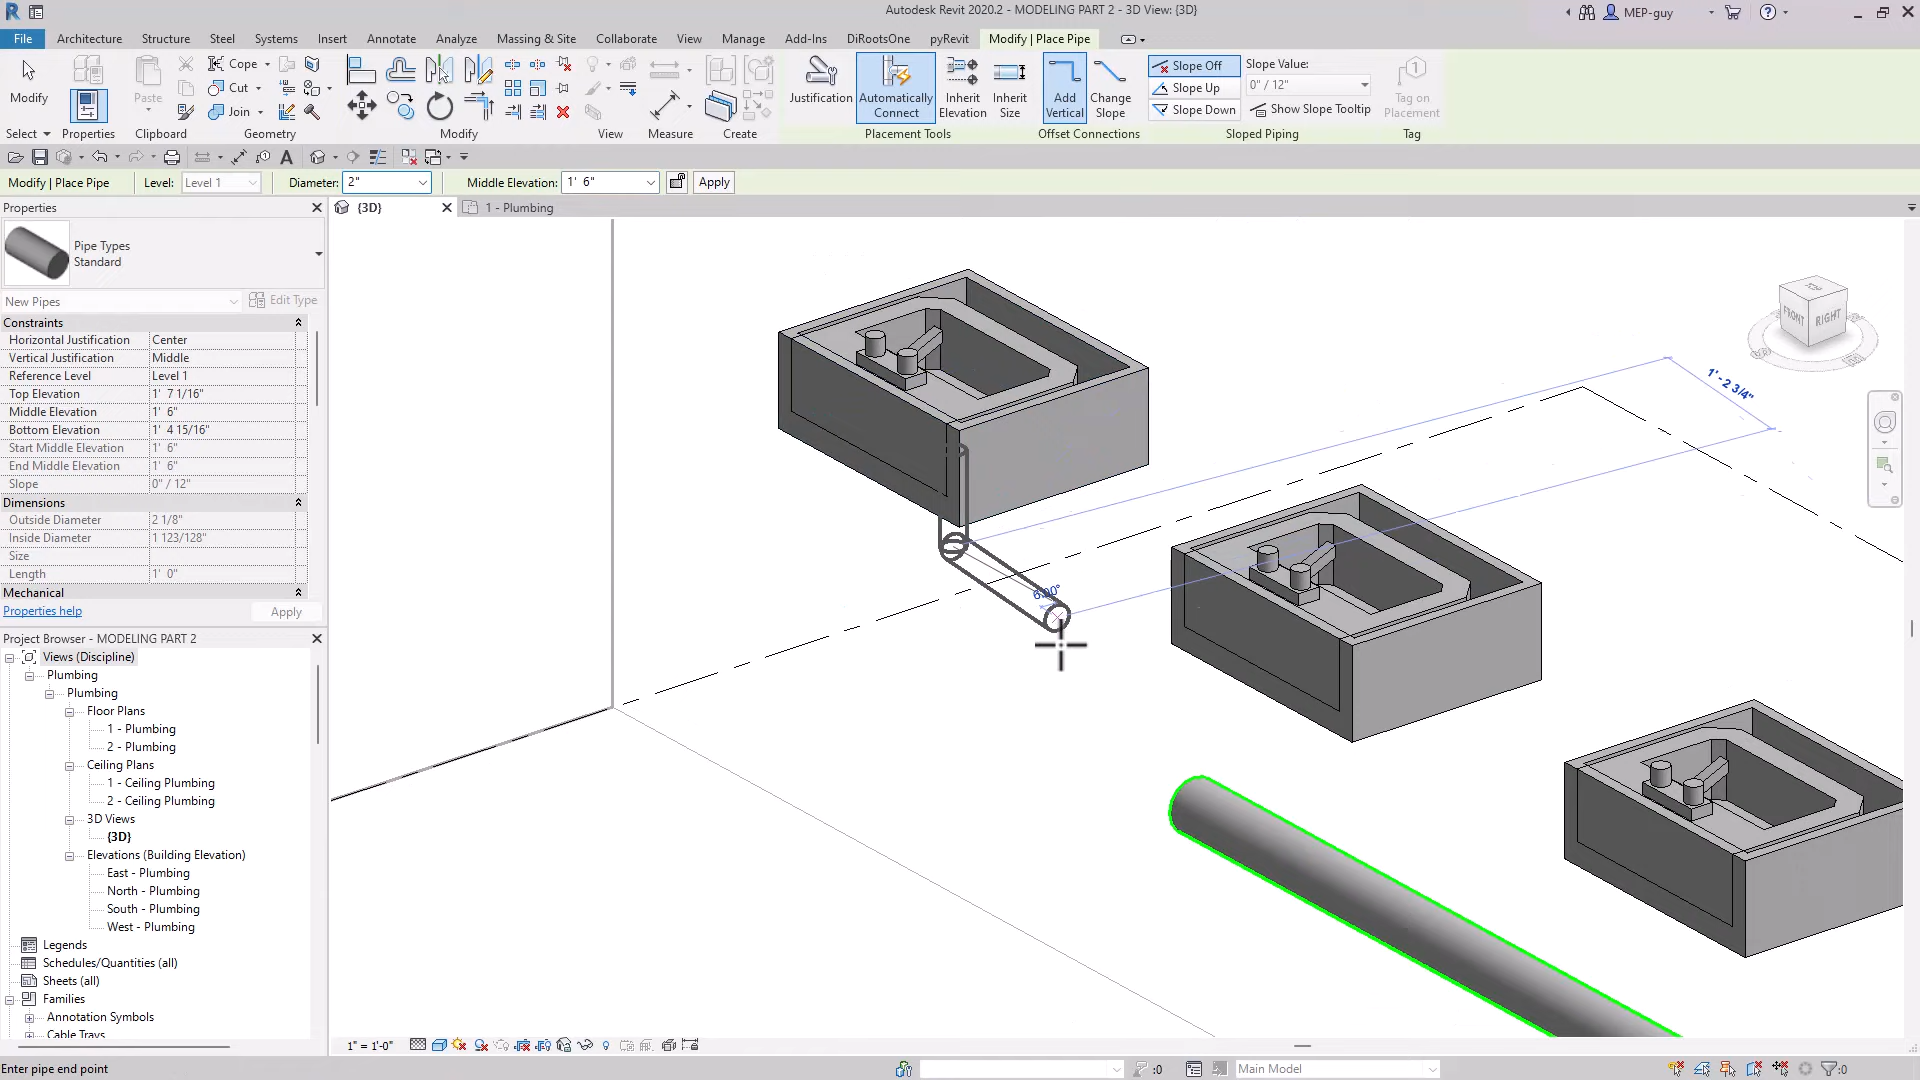 Autodesk Revit 2020.2 - MODELING PART 2 - 3D View: {3D}
MEP-guy
File Architecture Structure Steel Systems Insert Annotate Analyze Massing & Site Collaborate View Manage Add-Ins DiRootsOne pyRevit Modify | Place Pipe
Modify
Paste
Cope
Cut
Join
Justification
Automatically Connect
Inherit Elevation
Inherit Size
Add Vertical
Change Slope
Slope Off
Slope Up
Slope Down
Slope Value:
0" / 12"
Show Slope Tooltip
Tag on Placement
Select Properties Clipboard Geometry Modify View Measure Create Placement Tools Offset Connections Sloped Piping Tag
Modify | Place Pipe Level: Level 1 Diameter: 2" Middle Elevation: 1' 6" Apply
Properties
{3D}
1 - Plumbing
Pipe Types
Standard
New Pipes
Edit Type
Constraints
Horizontal Justification Center
Vertical Justification Middle
Reference Level Level 1
Top Elevation 1' 7 1/16"
Middle Elevation 1' 6"
Bottom Elevation 1' 4 15/16"
Start Middle Elevation 1' 6"
End Middle Elevation 1' 6"
Slope 0" / 12"
Dimensions
Outside Diameter 2 1/8"
Inside Diameter 1 123/128"
Size
Length 1' 0"
Mechanical
Properties help
Apply
Project Browser - MODELING PART 2
Views (Discipline)
Plumbing
Plumbing
Floor Plans
1 - Plumbing
2 - Plumbing
Ceiling Plans
1 - Ceiling Plumbing
2 - Ceiling Plumbing
3D Views
{3D}
Elevations (Building Elevation)
East - Plumbing
North - Plumbing
South - Plumbing
West - Plumbing
Legends
Schedules/Quantities (all)
Sheets (all)
Families
Annotation Symbols
Cable Trays
TOP
FRONT
RIGHT
1' - 2 3/4"
1" = 1'-0"
Enter pipe end point
:0
Main Model
:0